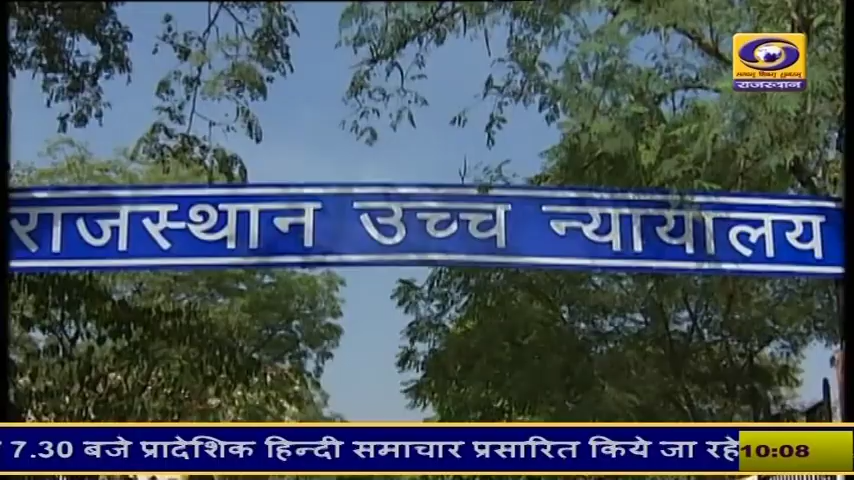 राजस्थान
राजस्थान उच्च न्यायालय
7.30 बजे प्रादेशिक हिन्दी समाचार प्रसारित किये जा रहे
10:08